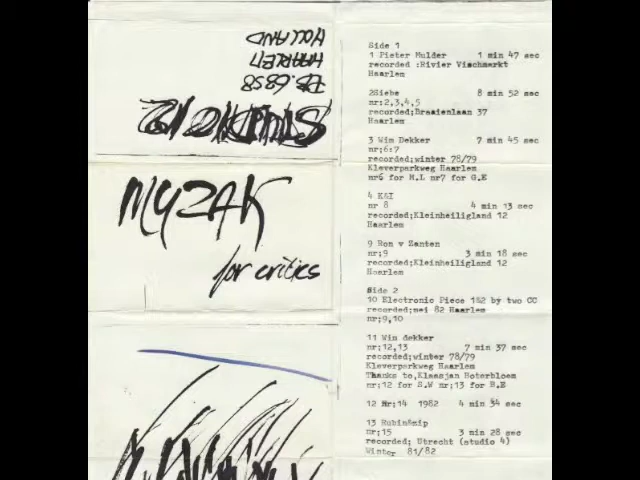 HOLLAND
HAARLEM
PB. 6858
STUDIO 12
MYZAK
for critics
Side 1
1 Pieter Mulder 1 min 47 sec
recorded :Rivier Vischmarkt
Haarlem
2Siebe 8 min 52 sec
nr:2,3,4,5
recorded;Braaienlaan 37
Haarlem
3 Wim Dekker 7 min 45 sec
nr;6:7
recorded;winter 78/79
Kleverparkweg Haarlem
nr6 for M.L nr7 for G.E
4 K&I
nr 8 4 min 13 sec
recorded;Kleinheiligland 12
Haarlem
9 Ron v Zanten
nr;9 3 min 18 sec
recorded;Kleinheiligland 12
Haarlem
Side 2
10 Electronic Piece 1&2 by two CC
recorded;mei 82 Haarlem
nr;9,10
11 Wim dekker
nr;12,13 7 min 37 sec
recorded;winter 78/79
Kleverparkweg Haarlem
Thanks to,Klaasjan Boterbloem
nr;12 for S.W nr;13 for B.E
12 Nr;14 1982 4 min 34 sec
13 Rubin&zip
nr;15 3 min 28 sec
recorded; Utrecht (studio 4)
Winter 81/82